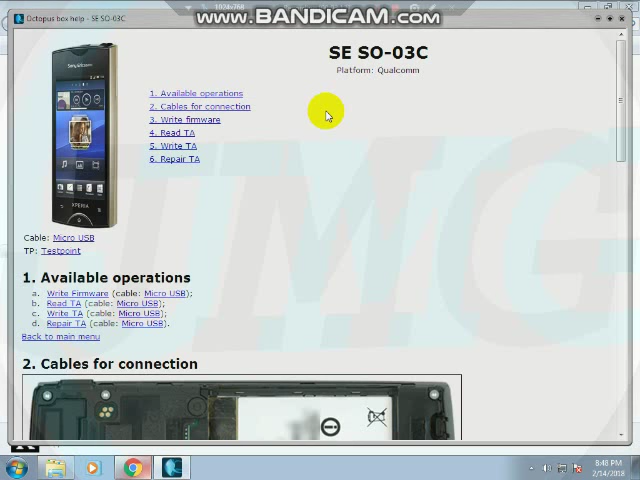 WWW.BANDICAM.COM
Octopus box help - SE SO-03C
SE SO-03C
Platform: Qualcomm
1. Available operations
2. Cables for connection
3. Write firmware
4. Read TA
5. Write TA
6. Repair TA
Sony Ericsson
XPERIA
Cable: Micro USB
TP: Testpoint
1. Available operations
a. Write Firmware (cable: Micro USB);
b. Read TA (cable: Micro USB);
c. Write TA (cable: Micro USB);
d. Repair TA (cable: Micro USB).
Back to main menu
2. Cables for connection
8:48 PM
2/14/2018